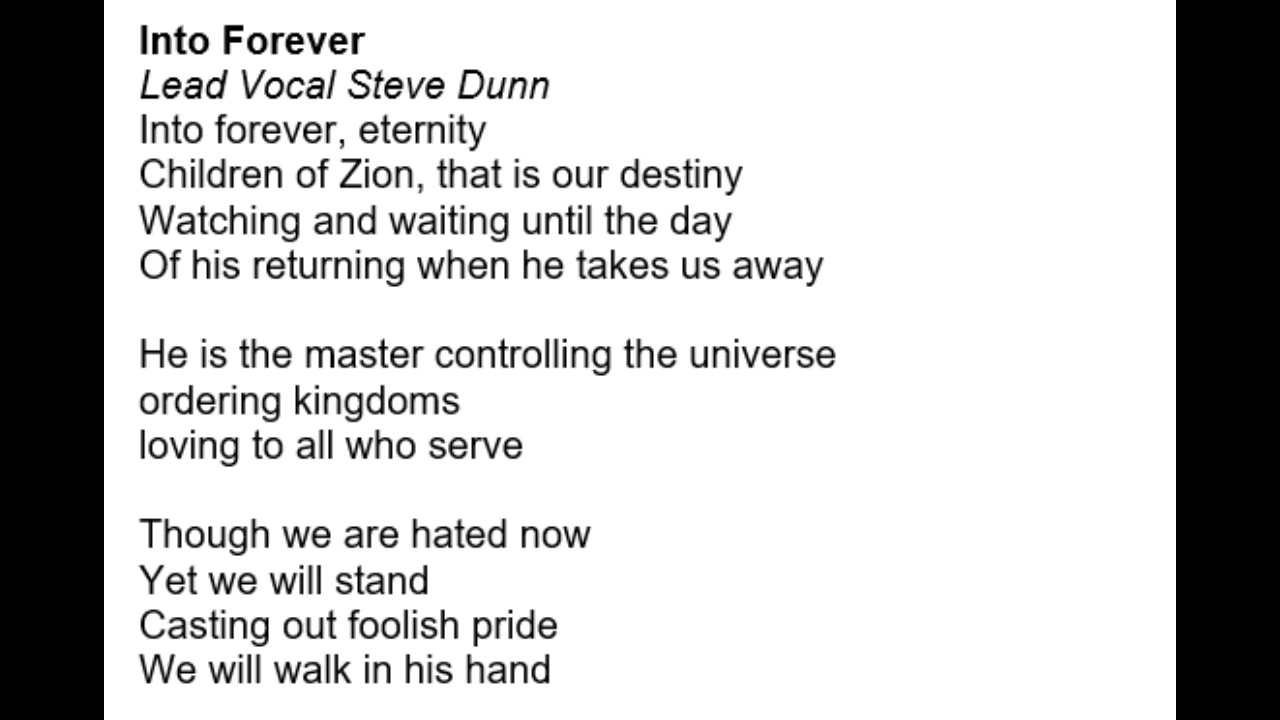 Into Forever
Lead Vocal Steve Dunn
Into forever, eternity
Children of Zion, that is our destiny
Watching and waiting until the day
Of his returning when he takes us away
He is the master controlling the universe
ordering kingdoms
loving to all who serve
Though we are hated now
Yet we will stand
Casting out foolish pride
We will walk in his hand